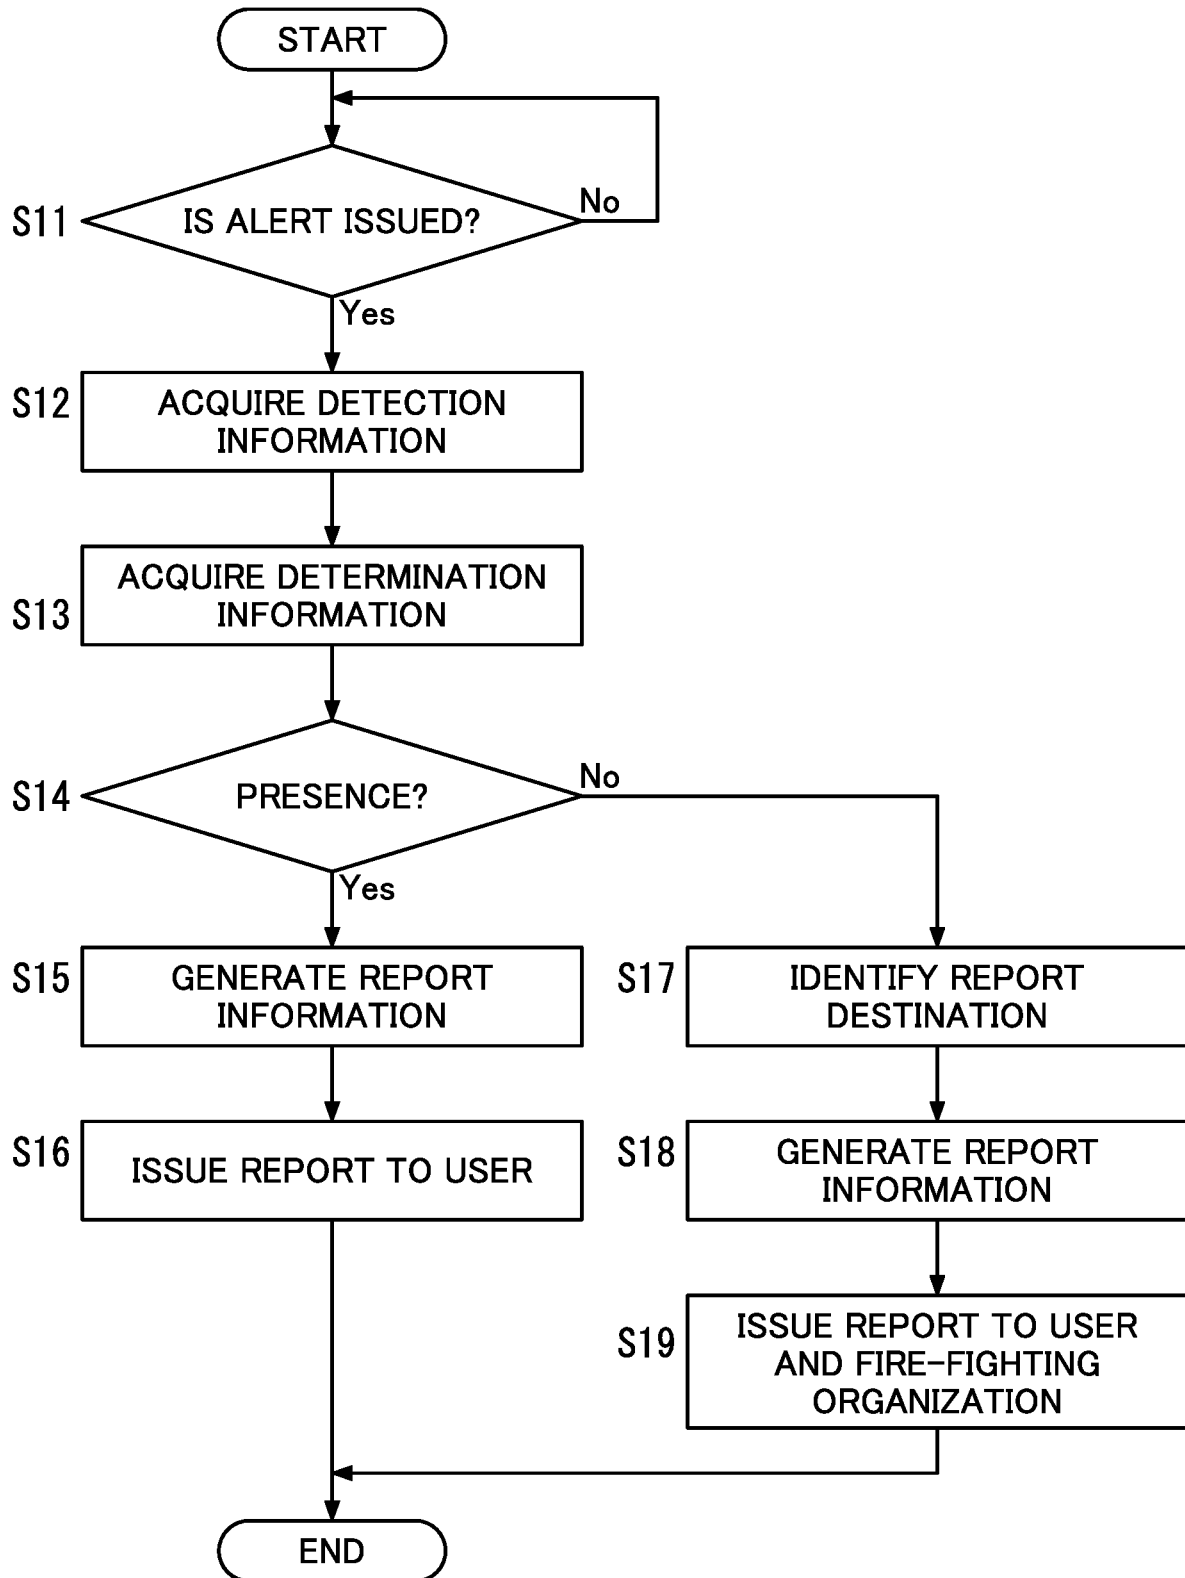 START
S11
IS ALERT ISSUED?
No
Yes
S12
ACQUIRE DETECTION
INFORMATION
S13
ACQUIRE DETERMINATION
INFORMATION
S14
PRESENCE?
No
Yes
S15
GENERATE REPORT
INFORMATION
S16
ISSUE REPORT TO USER
S17
IDENTIFY REPORT
DESTINATION
S18
GENERATE REPORT
INFORMATION
S19
ISSUE REPORT TO USER
AND FIRE-FIGHTING
ORGANIZATION
END